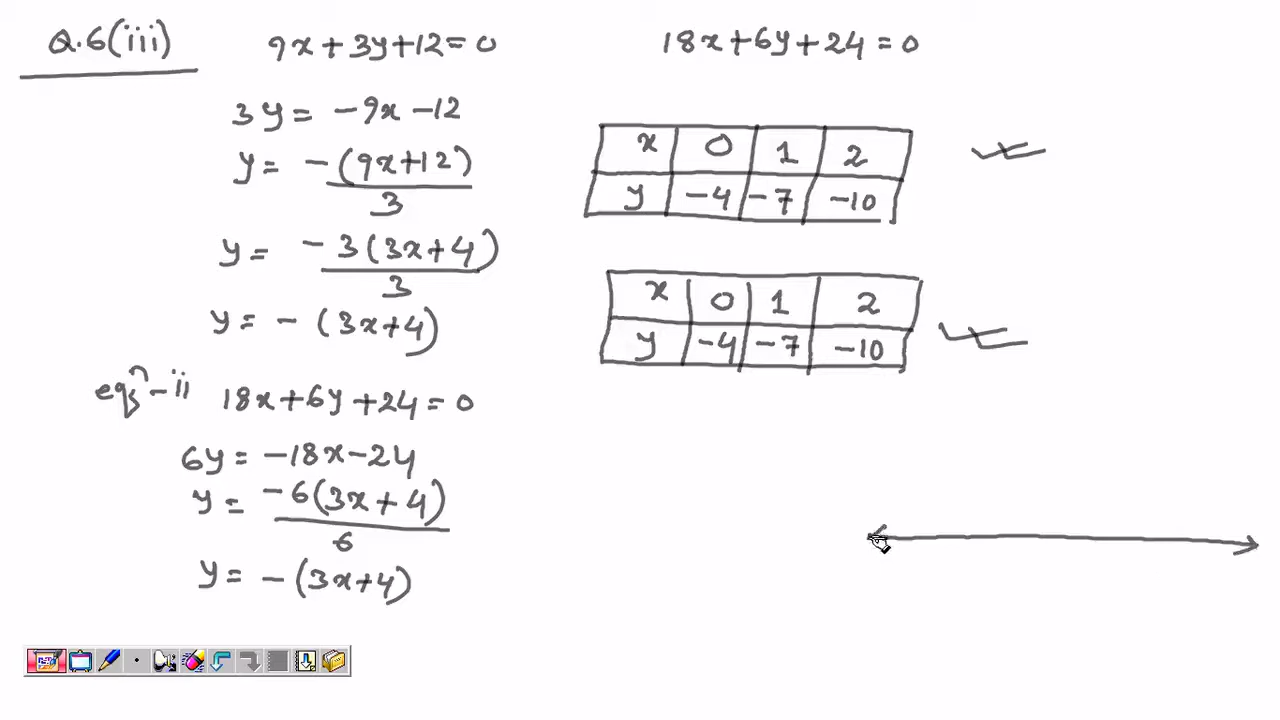 Q.6(iii) 9x+3y+12=0 18x+6y+24=0
3y= -9x-12
y= -(9x+12)
3
y= -3(3x+4)
3
y= -(3x+4)
x 0 1 2
y -4 -7 -10
x 0 1 2
y -4 -7 -10
eqn-ii 18x+6y+24=0
6y= -18x-24
y= -6(3x+4)
6
y= -(3x+4)